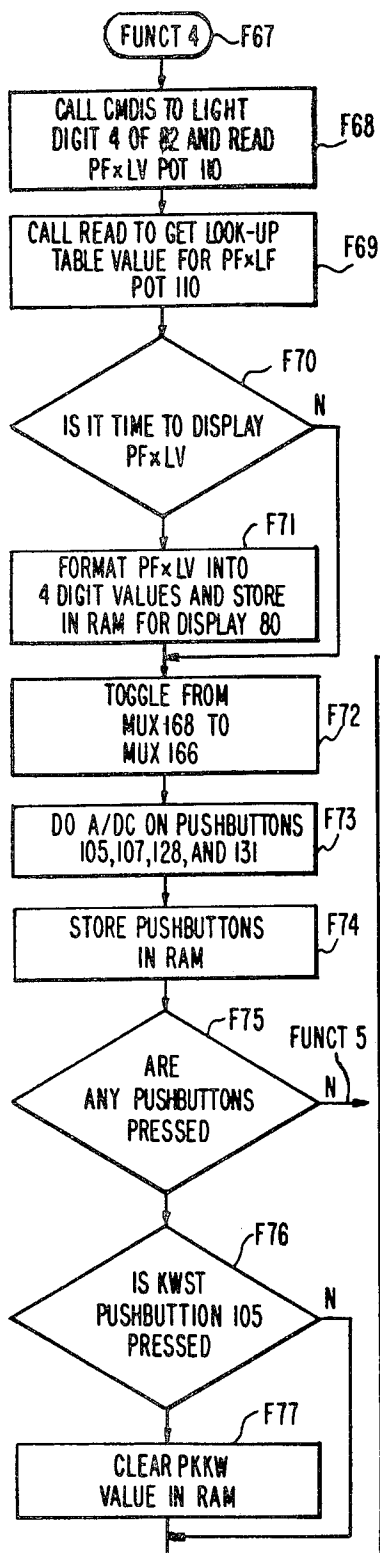 FUNCT 4
F67
CALL CMDIS TO LIGHT
DIGIT 4 OF 82 AND READ
PF×LV POT 110
F68
CALL READ TO GET LOOK-UP
TABLE VALUE FOR PF×LF
POT 110
F69
F70
IS IT TIME TO DISPLAY
PF×LV
N
F71
FORMAT PF×LV INTO
4 DIGIT VALUES AND STORE
IN RAM FOR DISPLAY 80
TOGGLE FROM
MUX 168 TO
MUX 166
F72
DO A/DC ON PUSHBUTTONS
105,107,128, AND 131
F73
STORE PUSHBUTTONS
IN RAM
F74
F75
FUNCT 5
ARE
ANY PUSHBUTTONS
PRESSED
N
F76
IS KWST
PUSHBUTTION 105
PRESSED
N
F77
CLEAR PKKW
VALUE IN RAM